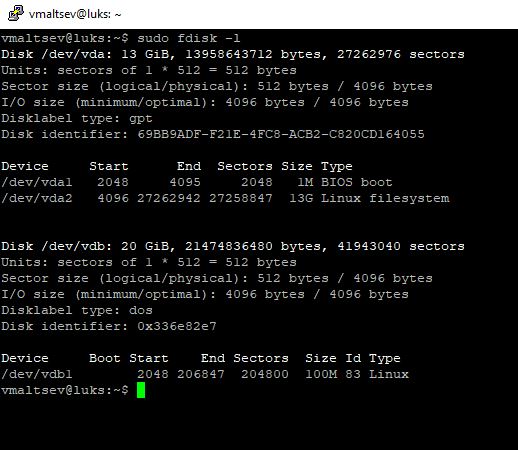 vmaltsev@luks: ~
vmaltsev@luks:~$ sudo fdisk -l
Disk /dev/vda: 13 GiB, 13958643712 bytes, 27262976 sectors
Units: sectors of 1 * 512 = 512 bytes
Sector size (logical/physical): 512 bytes / 4096 bytes
I/O size (minimum/optimal): 4096 bytes / 4096 bytes
Disklabel type: gpt
Disk identifier: 69BB9ADF-F21E-4FC8-ACB2-C820CD164055
Device     Start      End  Sectors Size Type
/dev/vda1   2048     4095     2048   1M BIOS boot
/dev/vda2   4096 27262942 27258847  13G Linux filesystem
Disk /dev/vdb: 20 GiB, 21474836480 bytes, 41943040 sectors
Units: sectors of 1 * 512 = 512 bytes
Sector size (logical/physical): 512 bytes / 4096 bytes
I/O size (minimum/optimal): 4096 bytes / 4096 bytes
Disklabel type: dos
Disk identifier: 0x336e82e7
Device     Boot Start    End Sectors  Size Id Type
/dev/vdb1        2048 206847  204800  100M 83 Linux
vmaltsev@luks:~$